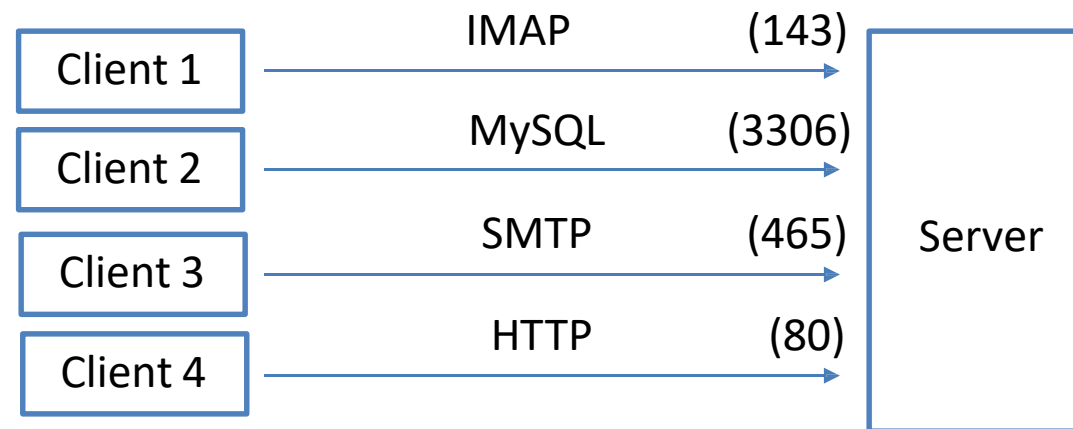 IMAP (143)
Client 1
MySQL (3306)
Client 2
SMTP (465)
Server
Client 3
HTTP (80)
Client 4